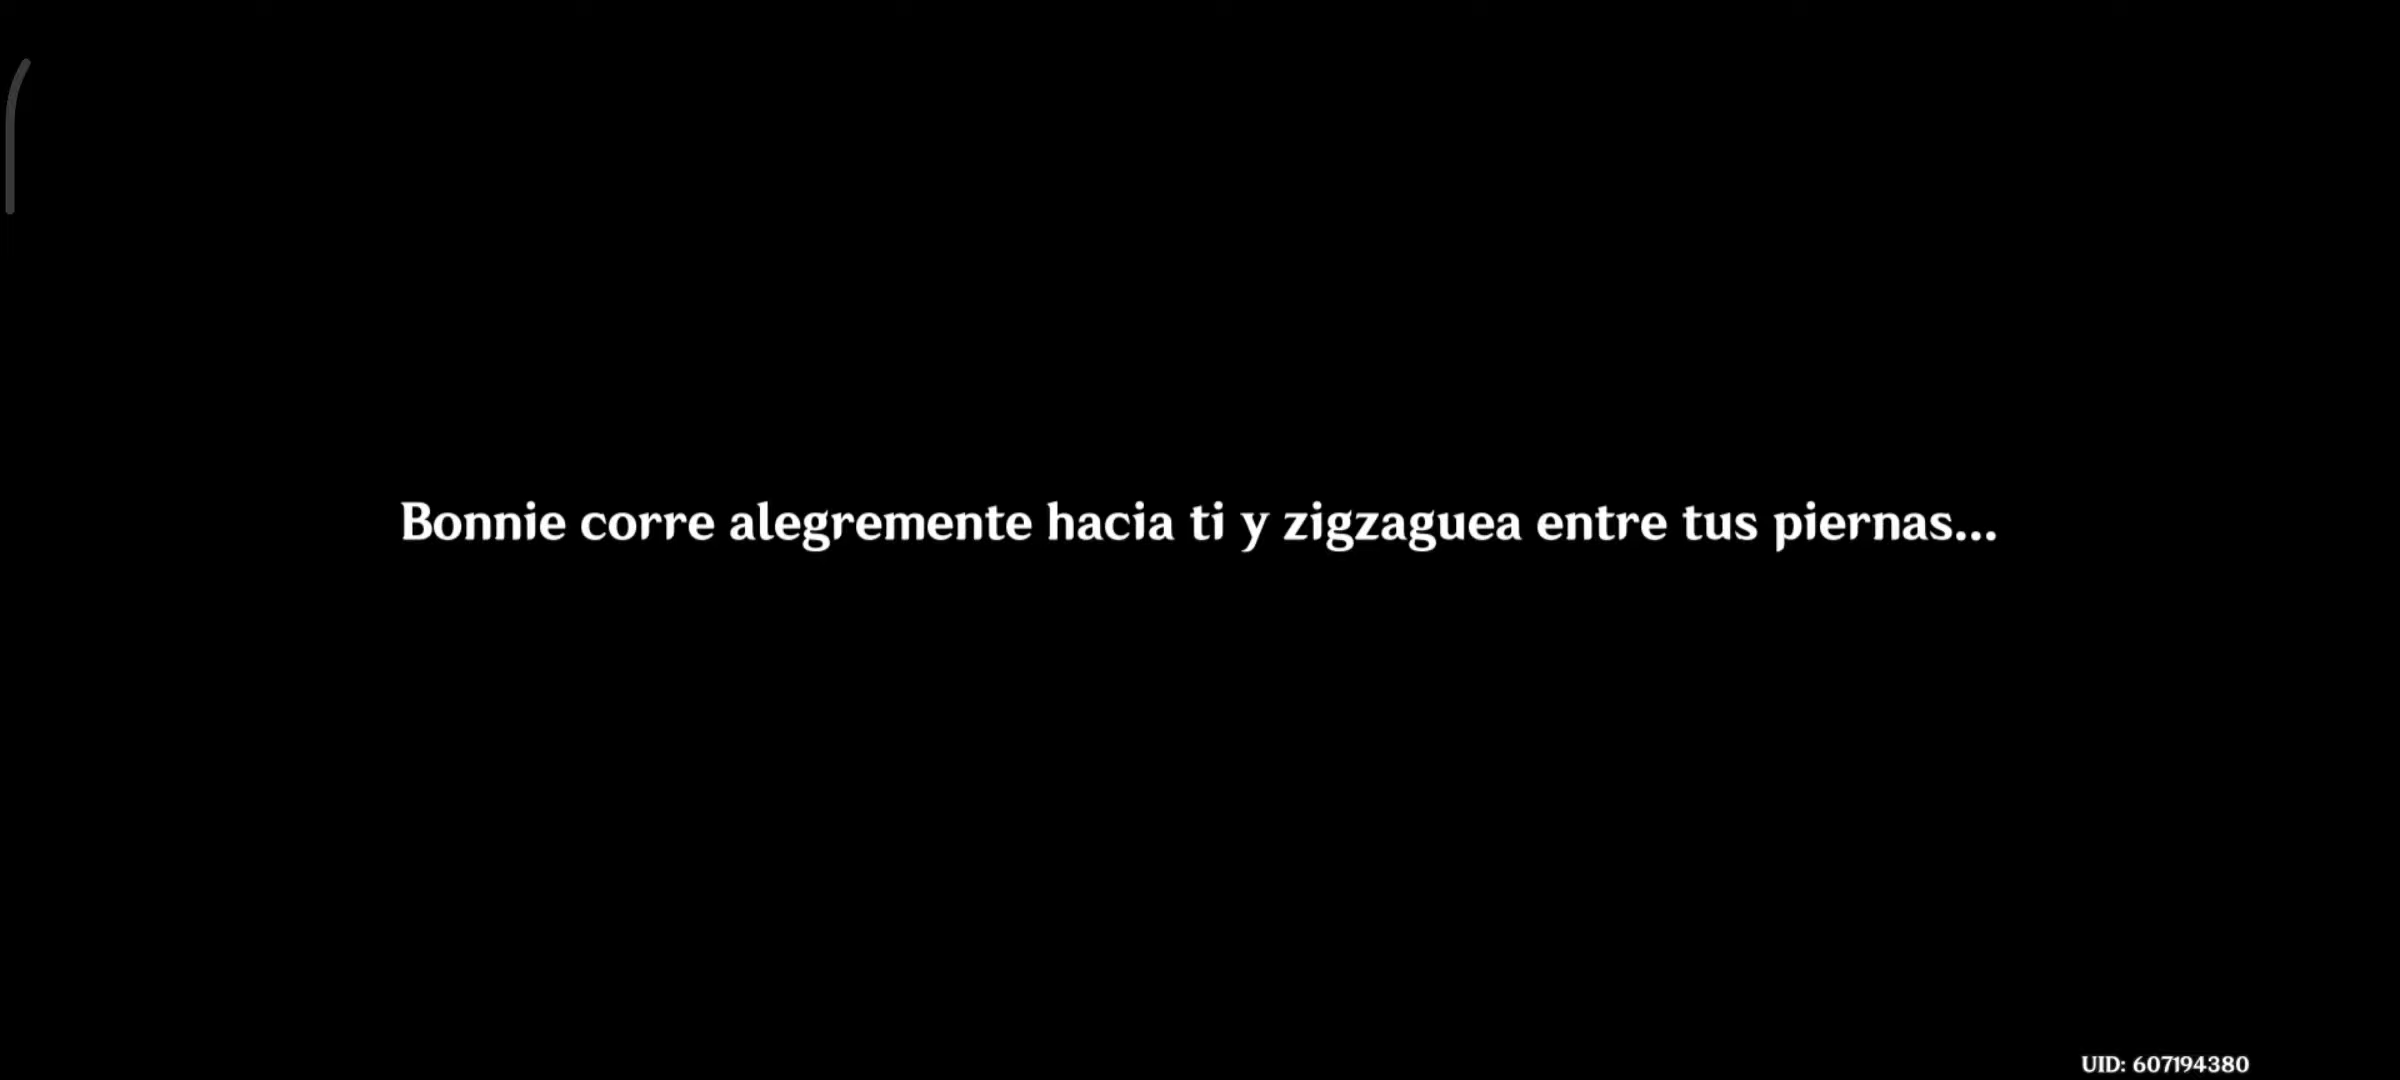 Bonnie corre alegremente hacia ti y zigzaguea entre tus piernas...
UID: 607194380